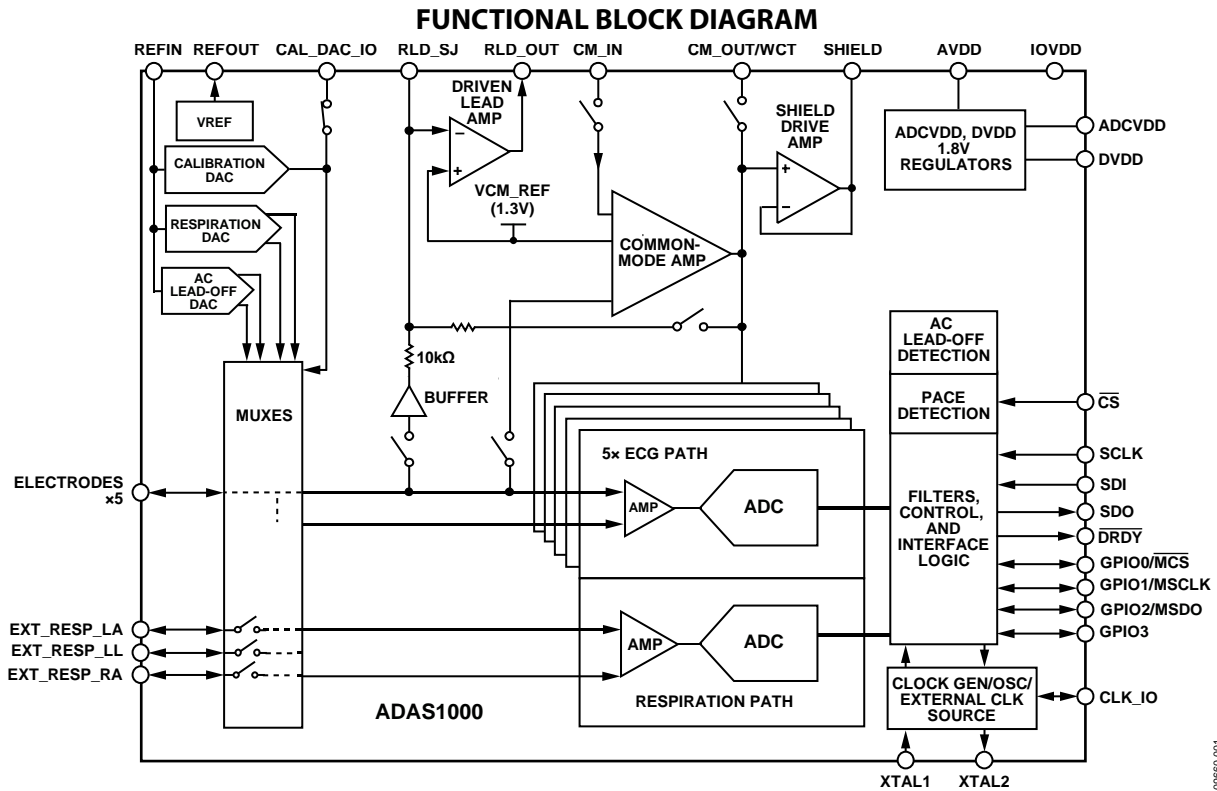 FUNCTIONAL BLOCK DIAGRAM
REFIN REFOUT CAL_DAC_IO RLD_SJ RLD_OUT CM_IN CM_OUT/WCT SHIELD AVDD IOVDD
VREF
CALIBRATION
DAC
RESPIRATION
DAC
AC
LEAD-OFF
DAC
DRIVEN
LEAD
AMP
–
+
VCM_REF
(1.3V)
COMMON-
MODE AMP
SHIELD
DRIVE
AMP
+
–
ADCVDD, DVDD
1.8V
REGULATORS
ADCVDD
DVDD
10kΩ
BUFFER
MUXES
AC
LEAD-OFF
DETECTION
PACE
DETECTION
FILTERS,
CONTROL,
AND
INTERFACE
LOGIC
5× ECG PATH
AMP
ADC
AMP
ADC
RESPIRATION PATH
ELECTRODES
×5
EXT_RESP_LA
EXT_RESP_LL
EXT_RESP_RA
ADAS1000
C̅S̅
SCLK
SDI
SDO
D̅R̅D̅Y̅
GPIO0/M̅C̅S̅
GPIO1/MSCLK
GPIO2/MSDO
GPIO3
CLOCK GEN/OSC/
EXTERNAL CLK
SOURCE
CLK_IO
XTAL1 XTAL2
09660-001